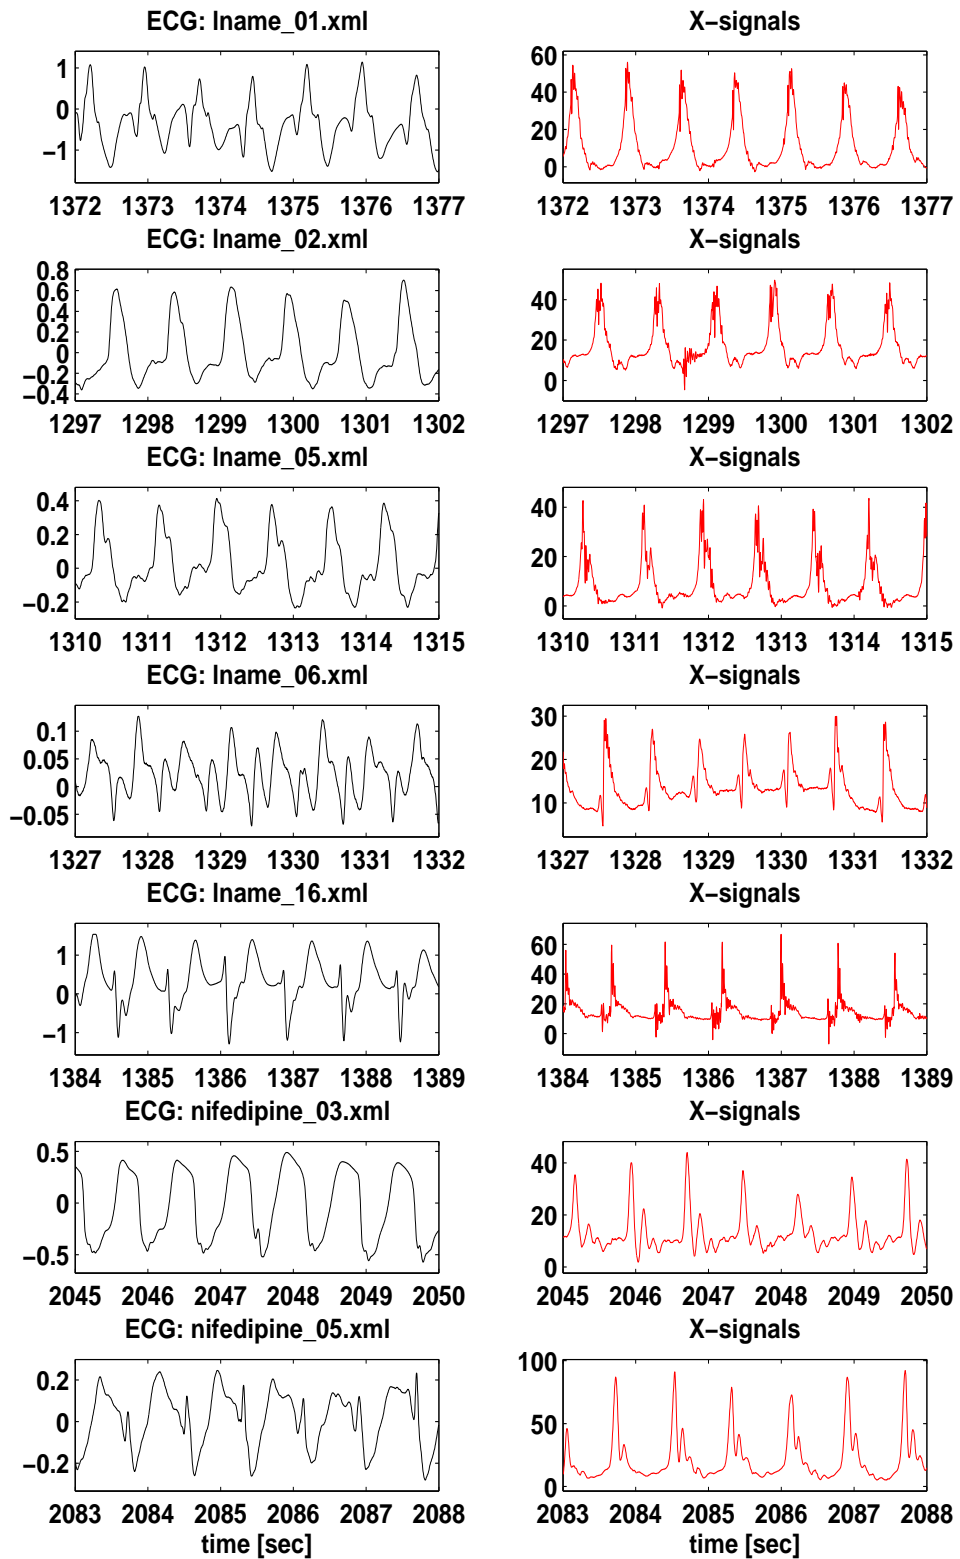 ECG: lname_01.xml X−signals
1 0 −1
60 40 20 0
1372 1373 1374 1375 1376 1377 1372 1373 1374 1375 1376 1377
ECG: lname_02.xml X−signals
0.8 0.6 0.4 0.2 0 −0.2 −0.4
40 20 0
1297 1298 1299 1300 1301 1302 1297 1298 1299 1300 1301 1302
ECG: lname_05.xml X−signals
0.4 0.2 0 −0.2
40 20 0
1310 1311 1312 1313 1314 1315 1310 1311 1312 1313 1314 1315
ECG: lname_06.xml X−signals
0.1 0.05 0 −0.05
30 20 10
1327 1328 1329 1330 1331 1332 1327 1328 1329 1330 1331 1332
ECG: lname_16.xml X−signals
1 0 −1
60 40 20 0
1384 1385 1386 1387 1388 1389 1384 1385 1386 1387 1388 1389
ECG: nifedipine_03.xml X−signals
0.5 0 −0.5
40 20 0
2045 2046 2047 2048 2049 2050 2045 2046 2047 2048 2049 2050
ECG: nifedipine_05.xml X−signals
0.2 0 −0.2
100 50 0
2083 2084 2085 2086 2087 2088 2083 2084 2085 2086 2087 2088
time [sec] time [sec]